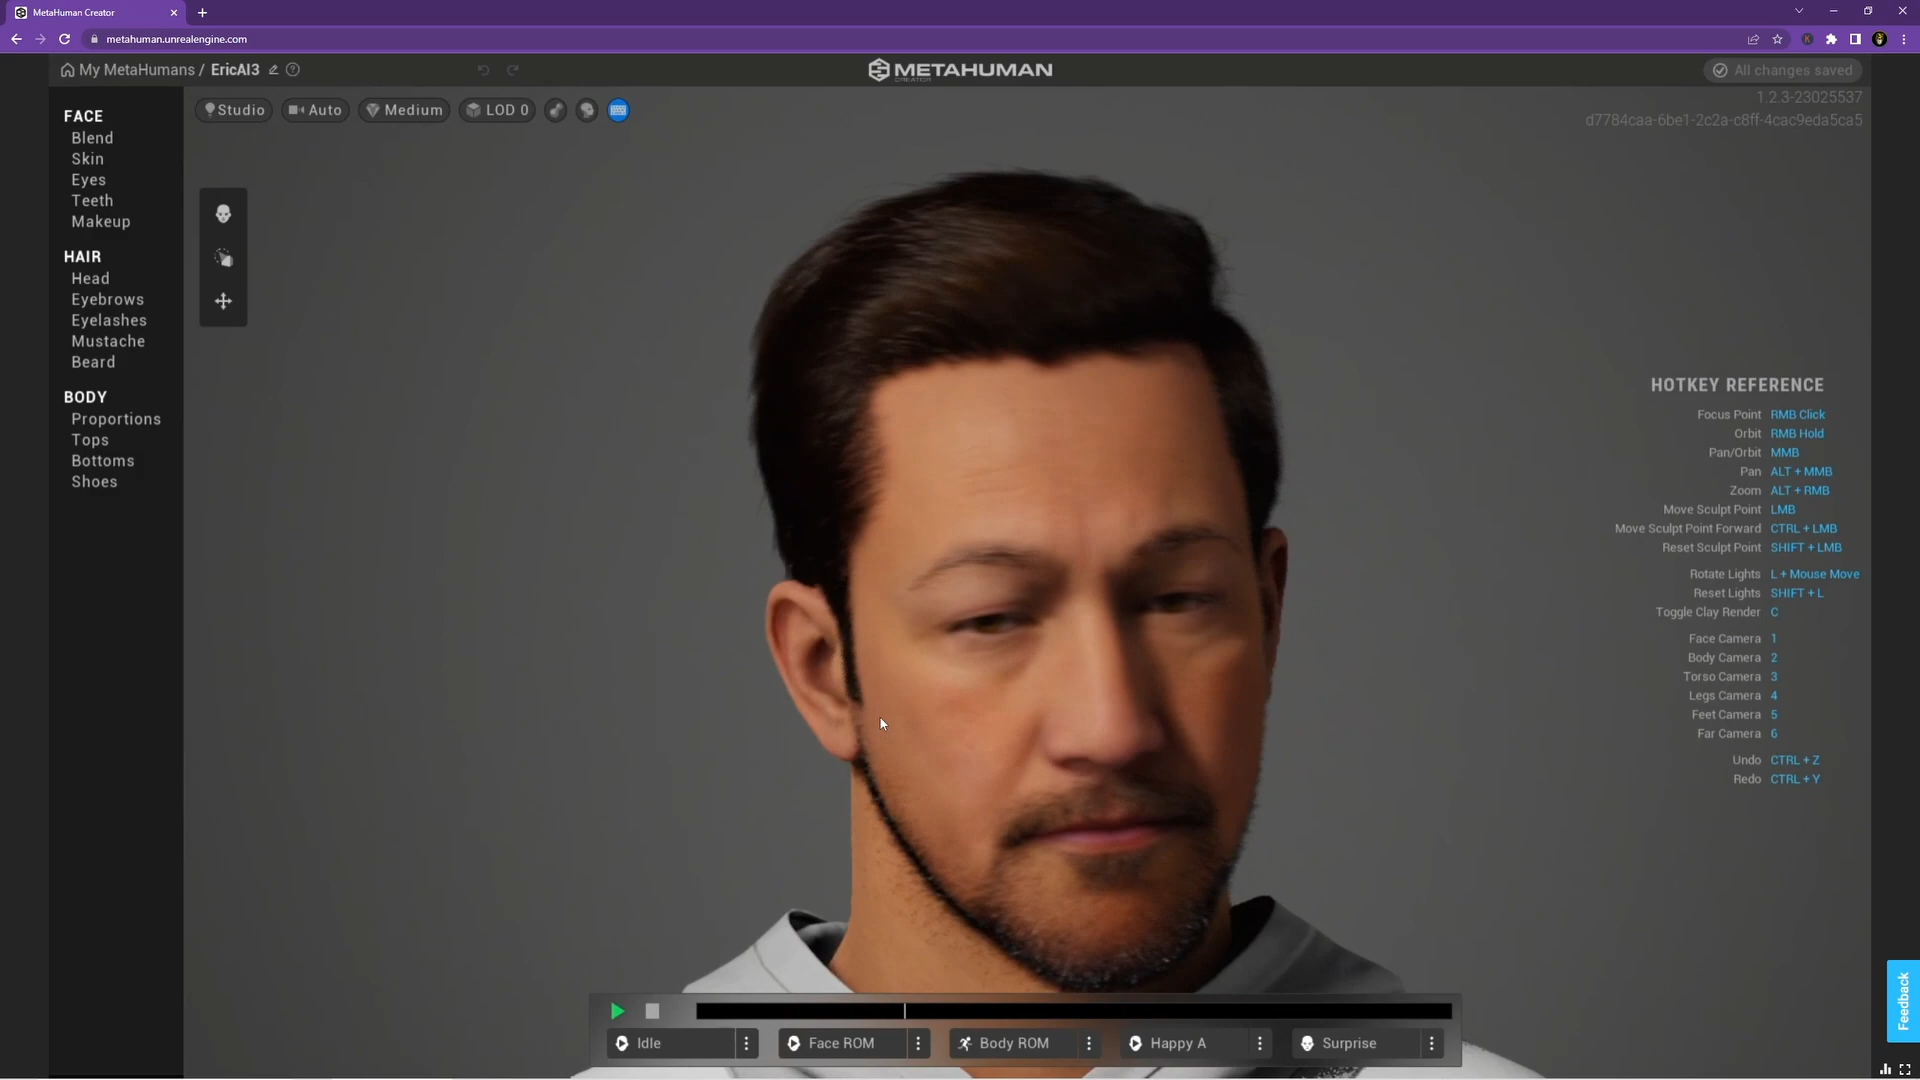 MetaHuman Creator
metahuman.unrealengine.com
My MetaHumans / EricAI3
METAHUMAN
CREATOR
All changes saved
1.2.3-23025537
d7784caa-6be1-2c2a-c8ff-4cac9eda5ca5
Studio
Auto
Medium
LOD 0
FACE
Blend
Skin
Eyes
Teeth
Makeup
HAIR
Head
Eyebrows
Eyelashes
Mustache
Beard
BODY
Proportions
Tops
Bottoms
Shoes
HOTKEY REFERENCE
Focus Point RMB Click
Orbit RMB Hold
Pan/Orbit MMB
Pan ALT + MMB
Zoom ALT + RMB
Move Sculpt Point LMB
Move Sculpt Point Forward CTRL + LMB
Reset Sculpt Point SHIFT + LMB
Rotate Lights L + Mouse Move
Reset Lights SHIFT + L
Toggle Clay Render C
Face Camera 1
Body Camera 2
Torso Camera 3
Legs Camera 4
Feet Camera 5
Far Camera 6
Undo CTRL + Z
Redo CTRL + Y
Feedback
Idle
Face ROM
Body ROM
Happy A
Surprise